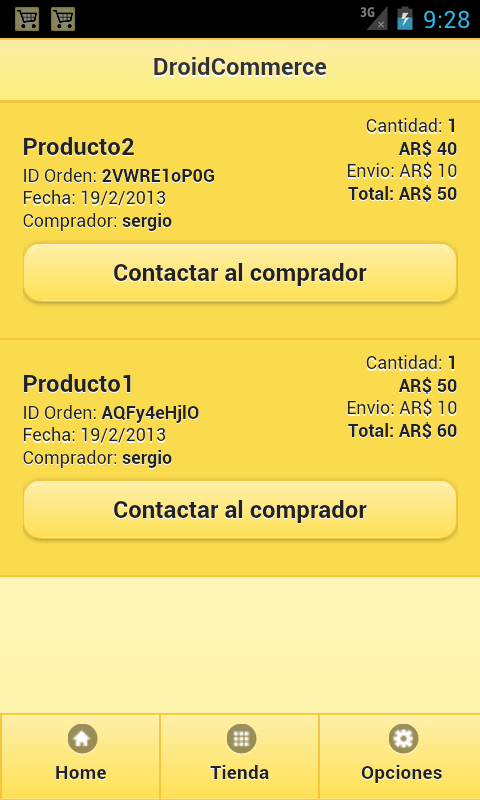 3G 9:28
DroidCommerce
Producto2
Cantidad: 1
AR$ 40
Envio: AR$ 10
Total: AR$ 50
ID Orden: 2VWRE1oP0G
Fecha: 19/2/2013
Comprador: sergio
Contactar al comprador
Producto1
Cantidad: 1
AR$ 50
Envio: AR$ 10
Total: AR$ 60
ID Orden: AQFy4eHjlO
Fecha: 19/2/2013
Comprador: sergio
Contactar al comprador
Home
Tienda
Opciones